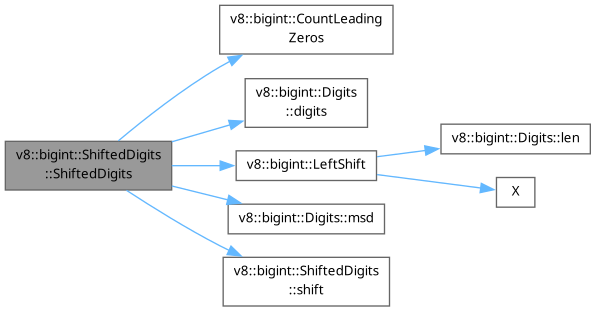 v8::bigint::CountLeading
Zeros
v8::bigint::Digits
::digits
v8::bigint::Digits::len
v8::bigint::ShiftedDigits
::ShiftedDigits
v8::bigint::LeftShift
X
v8::bigint::Digits::msd
v8::bigint::ShiftedDigits
::shift